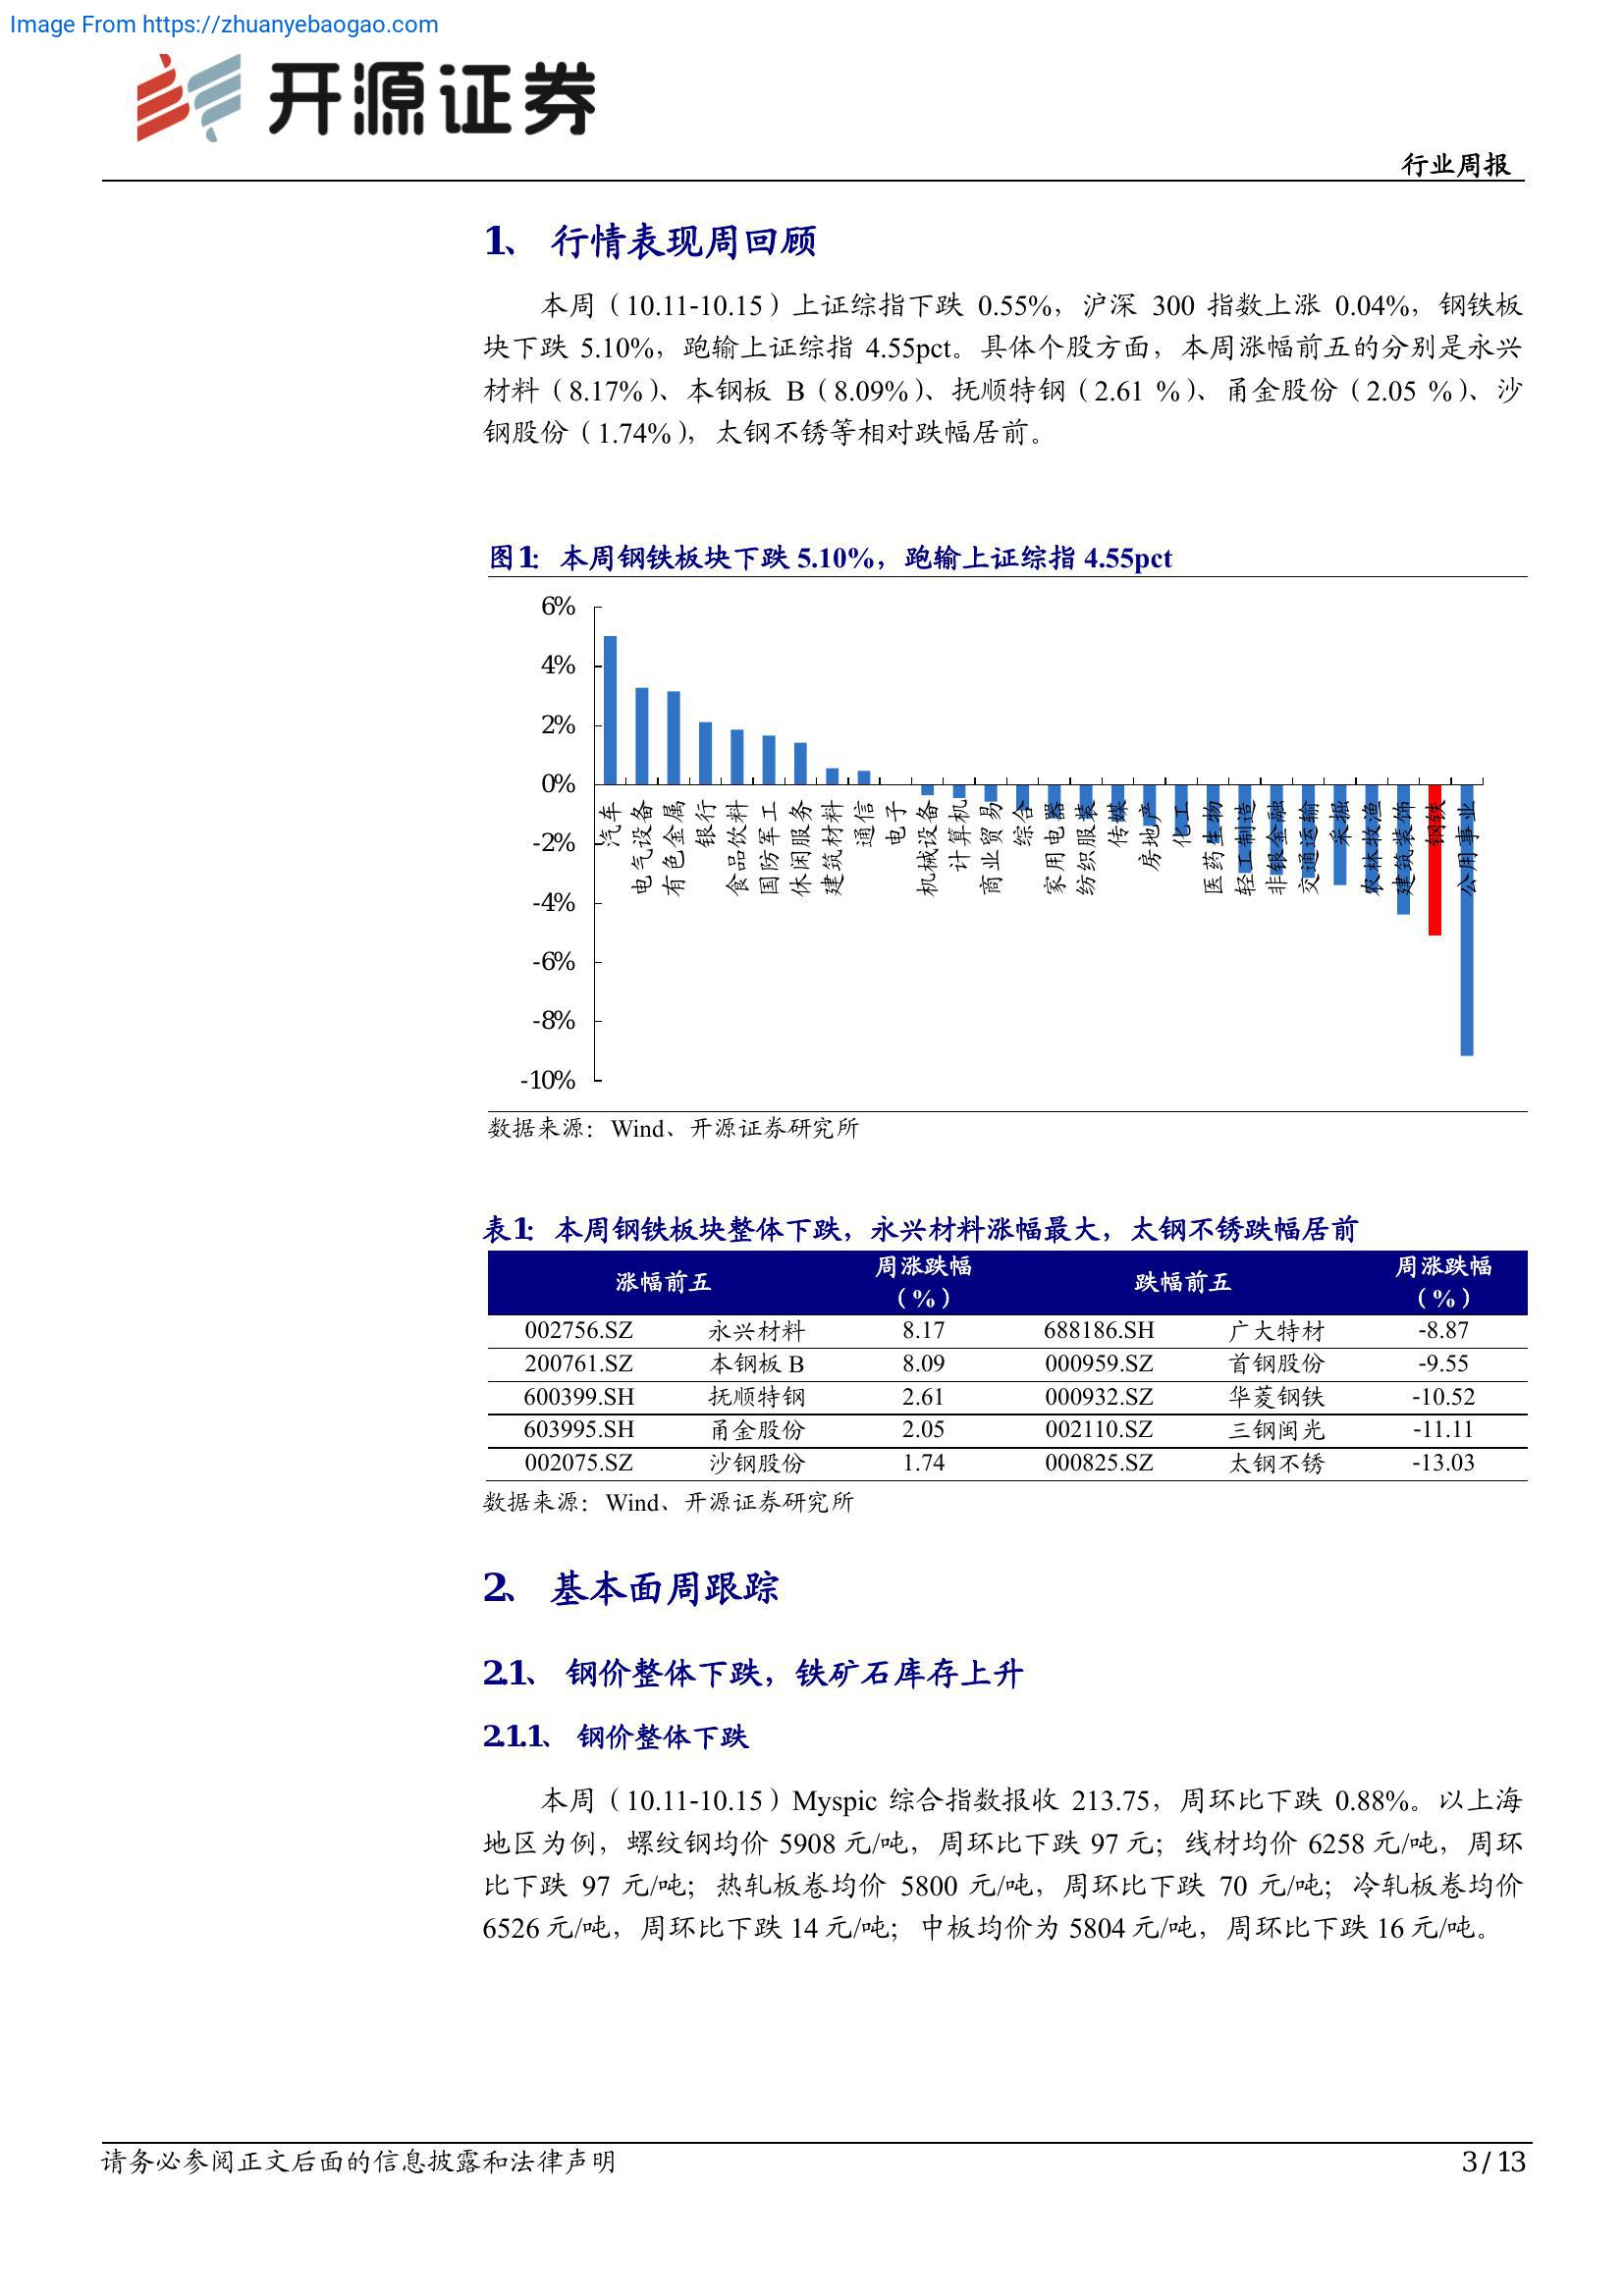 Image From https://zhuanyebaogao.com
开源证券
行业周报
1、 行情表现周回顾
本周（10.11-10.15）上证综指下跌 0.55%，沪深 300 指数上涨 0.04%，钢铁板
块下跌 5.10%，跑输上证综指 4.55pct。具体个股方面，本周涨幅前五的分别是永兴
材料（8.17%）、本钢板 B（8.09%）、抚顺特钢（2.61 %）、甬金股份（2.05 %）、沙
钢股份（1.74%），太钢不锈等相对跌幅居前。
图1： 本周钢铁板块下跌 5.10%，跑输上证综指 4.55pct
6%
4%
2%
0%
-2%
-4%
-6%
-8%
-10%
汽车
电气设备
有色金属
银行
食品饮料
国防军工
休闲服务
建筑材料
通信
电子
机械设备
计算机
商业贸易
综合
家用电器
纺织服装
传媒
房地产
化工
医药生物
轻工制造
非银金融
交通运输
采掘
农林牧渔
建筑装饰
钢铁
公用事业
数据来源：Wind、开源证券研究所
表1： 本周钢铁板块整体下跌，永兴材料涨幅最大，太钢不锈跌幅居前
涨幅前五 周涨跌幅（%） 跌幅前五 周涨跌幅（%）
002756.SZ 永兴材料 8.17 688186.SH 广大特材 -8.87
200761.SZ 本钢板 B 8.09 000959.SZ 首钢股份 -9.55
600399.SH 抚顺特钢 2.61 000932.SZ 华菱钢铁 -10.52
603995.SH 甬金股份 2.05 002110.SZ 三钢闽光 -11.11
002075.SZ 沙钢股份 1.74 000825.SZ 太钢不锈 -13.03
数据来源：Wind、开源证券研究所
2、 基本面周跟踪
2.1、 钢价整体下跌，铁矿石库存上升
2.1.1、 钢价整体下跌
本周（10.11-10.15）Myspic 综合指数报收 213.75，周环比下跌 0.88%。以上海
地区为例，螺纹钢均价 5908 元/吨，周环比下跌 97 元；线材均价 6258 元/吨，周环
比下跌 97 元/吨；热轧板卷均价 5800 元/吨，周环比下跌 70 元/吨；冷轧板卷均价
6526 元/吨，周环比下跌 14 元/吨；中板均价为 5804 元/吨，周环比下跌 16 元/吨。
请务必参阅正文后面的信息披露和法律声明
3 / 13